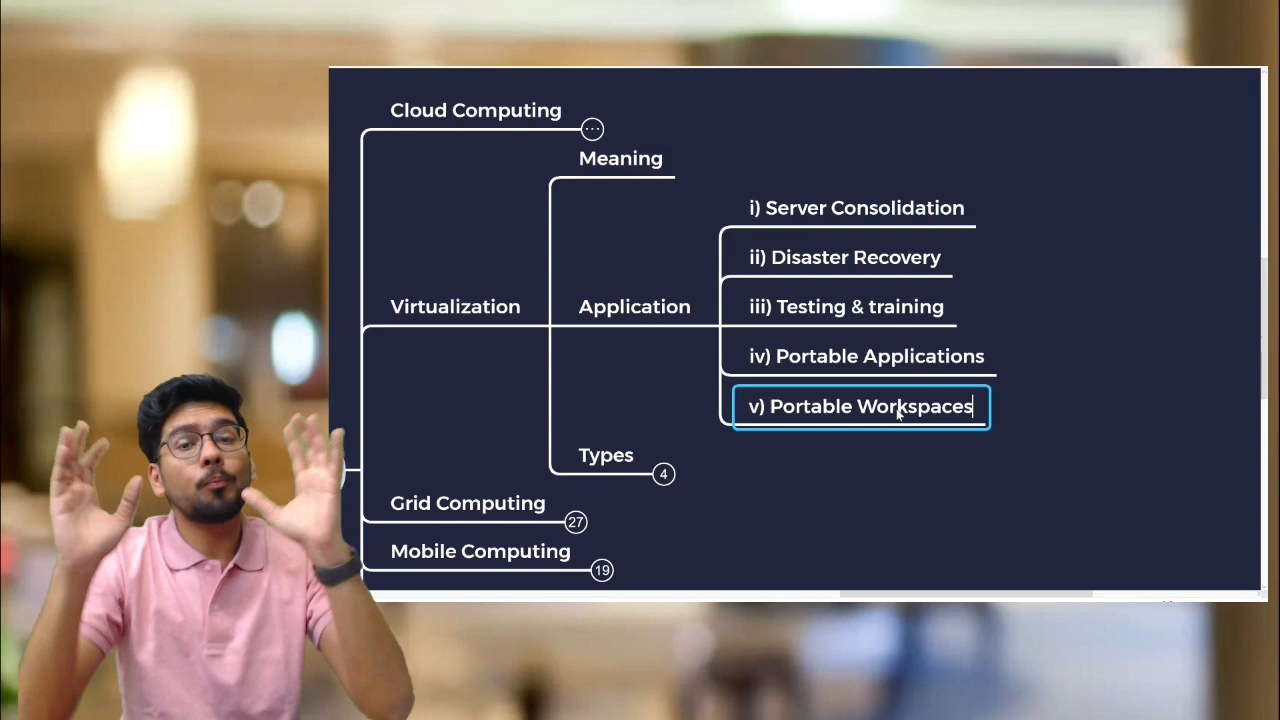 Cloud Computing
...
Meaning
i) Server Consolidation
ii) Disaster Recovery
Virtualization
Application
iii) Testing & training
iv) Portable Applications
v) Portable Workspaces
Types
4
Grid Computing
27
Mobile Computing
19